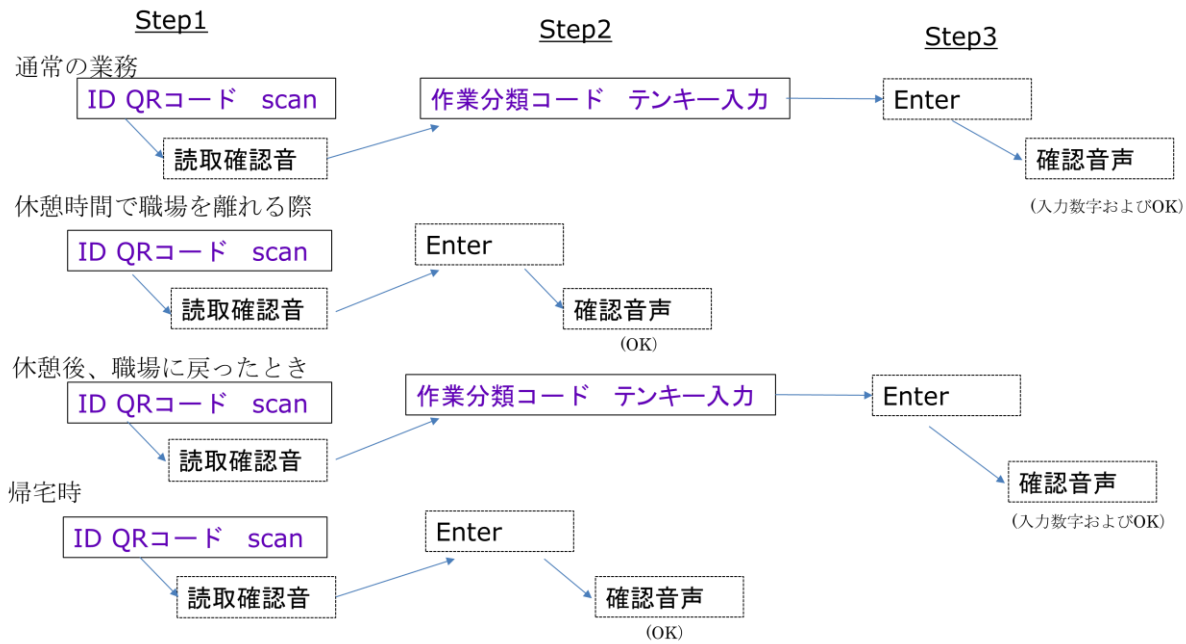 Step1
Step2
Step3
通常の業務
ID QRコード scan
作業分類コード テンキー入力
Enter
読取確認音
確認音声
(入力数字およびOK)
休憩時間で職場を離れる際
ID QRコード scan
Enter
読取確認音
確認音声
(OK)
休憩後、職場に戻ったとき
ID QRコード scan
作業分類コード テンキー入力
Enter
読取確認音
確認音声
(入力数字およびOK)
帰宅時
ID QRコード scan
Enter
読取確認音
確認音声
(OK)